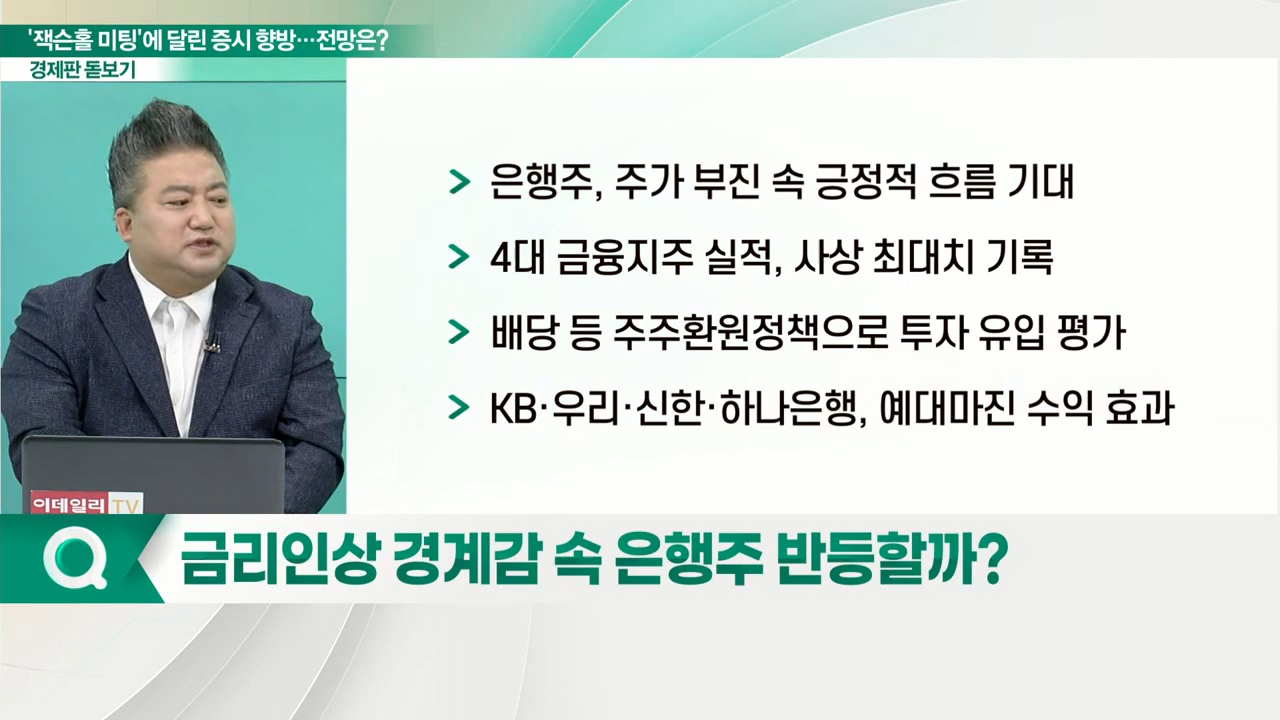 '잭슨홀 미팅'에 달린 증시 향방…전망은?
경제판 돋보기
> 은행주, 주가 부진 속 긍정적 흐름 기대
> 4대 금융지주 실적, 사상 최대치 기록
> 배당 등 주주환원정책으로 투자 유입 평가
> KB·우리·신한·하나은행, 예대마진 수익 효과
이데일리 TV
Q 금리인상 경계감 속 은행주 반등할까?